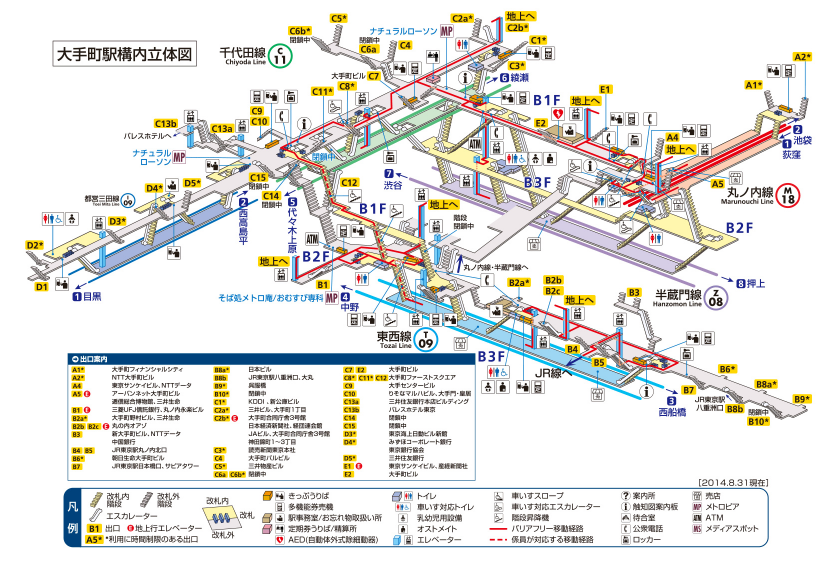 大手町駅構内立体図
千代田線
Chiyoda Line
C
11
C6b*
閉鎖中
C5*
閉鎖中
C6a
C4
ナチュラルローソン
MP
C2a*
地上へ
C2b*
C1*
C3*
6 綾瀬
大手町ビル
C7
C8*
C11*
B1F
地上へ
E1
E2
A1*
A2*
2 池袋
1 荻窪
A4
地上へ
A5
丸ノ内線
Marunouchi Line
M
18
C13b
パレスホテルへ
C13a
C9
C10
ナチュラル
ローソン
MP
閉鎖中
ATM
7
渋谷
B3F
B2F
都営三田線
Toei Mita Line
I
09
D4*
D5*
C15
閉鎖中
C14
閉鎖中
C12
2 西高島平
5 代々木上原
B1F
地上へ
階段
閉鎖中
D3*
D2*
D1
1 目黒
ATM
B2F
地上へ
丸ノ内線・半蔵門線へ
8 押上
半蔵門線
Hanzomon Line
Z
08
B1
そば処メトロ庵/おむすび専科
MP
4
中野
B2a*
B2b
B2c
地上へ
B3
東西線
Tozai Line
T
09
B3F
JR線へ
B4
B5
B6*
B7
JR東京駅
八重洲口
B8b
B8a*
閉鎖中
B10*
B9*
3
西船橋
出口案内
A1* 大手町フィナンシャルシティ
A2* NTT大手町ビル
A4 東京サンケイビル、NTTデータ
A5 E アーバンネット大手町ビル
逓信総合博物館、三井生命
B1 E 三菱UFJ信託銀行、丸ノ内永楽ビル
B2a* 大手町野村ビル、三井生命
B2b B2c E 丸の内オアゾ
B3 新大手町ビル、NTTデータ
中国銀行
B4 B5 JR東京駅丸ノ内北口
B6* 朝日生命大手町ビル
B7 JR東京駅日本橋口、サピアタワー
B8a* 日本ビル
B8b JR東京駅八重洲口、大丸
B9* 呉服橋
B10* 閉鎖中
C1* KDDI、新公庫ビル
C2a* 三井ビル、大手町1丁目
C2b* E 大手町合同庁舎3号館
日本経済新聞社、経団連会館
JAビル、大手町合同庁舎3号館
神田錦町1〜3丁目
C3* 読売新聞東京本社
C4 大手町パルビル
C5* 三井物産ビル
C6a C6b* 閉鎖中
C7 E2 大手町ビル
C8* C11* C12 大手町ファーストスクエア
C9 大手センタービル
C10 りそなマルハビル、大手門・皇居
C13a 三井住友銀行本店ビルディング
C13b パレスホテル東京
C14 閉鎖中
C15 閉鎖中
D3* 東京海上日動ビル新館
D4* みずほコーポレート銀行
東京銀行協会
D5* 三井住友銀行
E1 E 東京サンケイビル、産経新聞社
E2 大手町ビル
[2014.8.31現在]
凡例
改札内
階段
改札外
階段
エスカレーター
B1 出口 E 地上行エレベーター
A5* *利用に時間制限のある出口
改札内
改札
改札外
きっぷうりば
多機能券売機
駅事務室/お忘れ物取扱い所
定期券うりば/精算所
AED(自動体外式除細動器)
トイレ
車いす対応トイレ
乳幼児用設備
オストメイト
エレベーター
車いすスロープ
車いす対応エスカレーター
階段昇降機
バリアフリー移動経路
係員が対応する移動経路
案内所
触知図案内板
待合室
公衆電話
ロッカー
売店
MP メトロピア
ATM ATM
MS メディアスポット